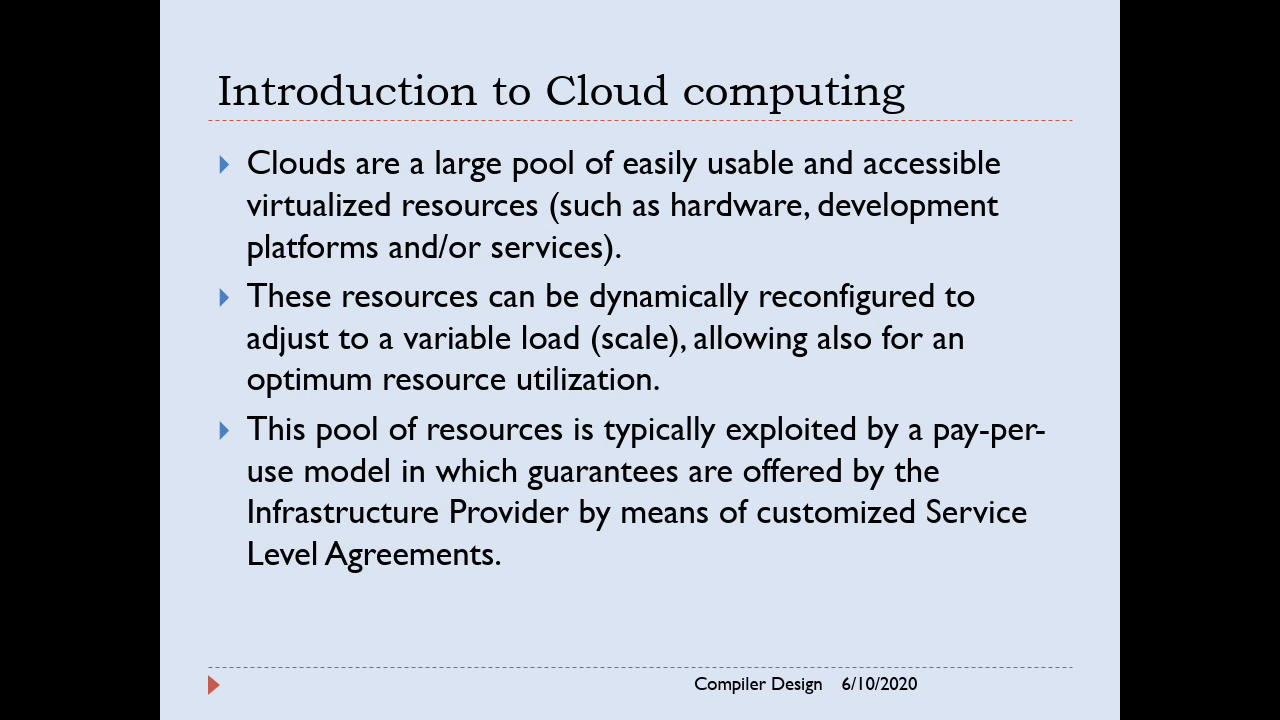 Introduction to Cloud computing
Clouds are a large pool of easily usable and accessible
virtualized resources (such as hardware, development
platforms and/or services).
These resources can be dynamically reconfigured to
adjust to a variable load (scale), allowing also for an
optimum resource utilization.
This pool of resources is typically exploited by a pay-per-
use model in which guarantees are offered by the
Infrastructure Provider by means of customized Service
Level Agreements.
Compiler Design 6/10/2020